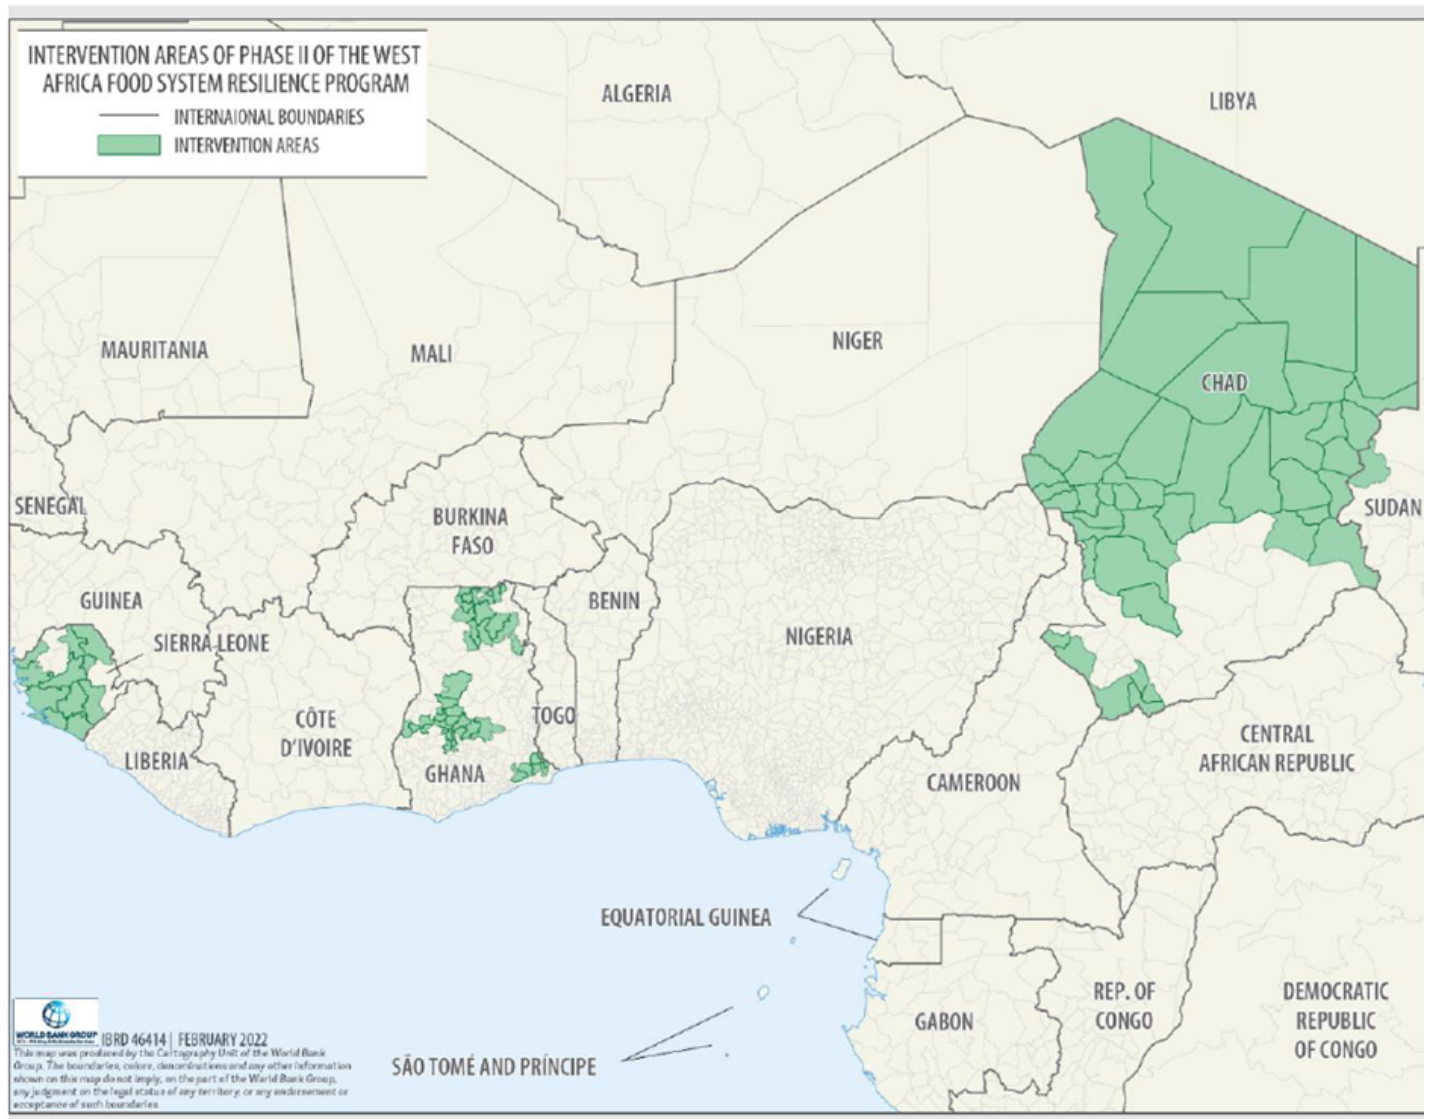 INTERVENTION AREAS OF PHASE II OF THE WEST
AFRICA FOOD SYSTEM RESILIENCE PROGRAM
INTERNAIONAL BOUNDARIES
INTERVENTION AREAS
ALGERIA
LIBYA
MAURITANIA
MALI
NIGER
CHAD
SENEGAL
BURKINA
FASO
SUDAN
GUINEA
BENIN
SIERRA LEONE
NIGERIA
CÔTE
D'IVOIRE
TOGO
LIBERIA
GHANA
CENTRAL
AFRICAN REPUBLIC
CAMEROON
EQUATORIAL GUINEA
REP. OF
CONGO
DEMOCRATIC
REPUBLIC
OF CONGO
GABON
SÃO TOMÉ AND PRÍNCIPE
WORLD BANK GROUP
IBRD 46414 | FEBRUARY 2022
This map was produced by the Cartography Unit of the World Bank
Group. The boundaries, colors, denominations and any other information
shown on this map do not imply, on the part of the World Bank Group,
any judgment on the legal status of any territory, or any endorsement or
acceptance of such boundaries.